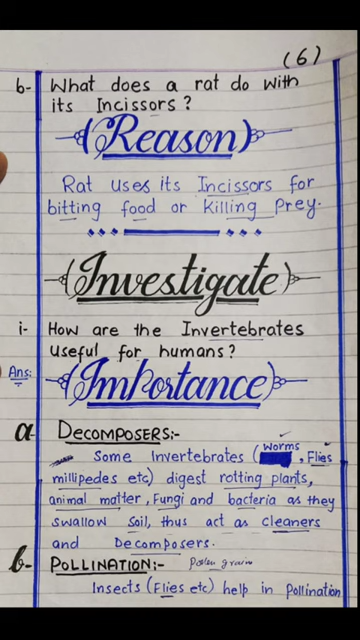 (6)
b- What does a rat do with
its Incissors ?
(Reason)
Rat uses its Incissors for
bitting food or Killing Prey.
(Investigate)
i- How are the Invertebrates
useful for humans ?
Ans:
(Importance)
a DECOMPOSERS:-
Worms
Some Invertebrates ( , Flies
millipedes etc) digest rotting plants,
animal matter, Fungi and bacteria as they
swallow Soil, thus act as cleaners
and Decomposers.
b- POLLINATION:- Pollen grain
Insects (Flies etc) help in Pollination